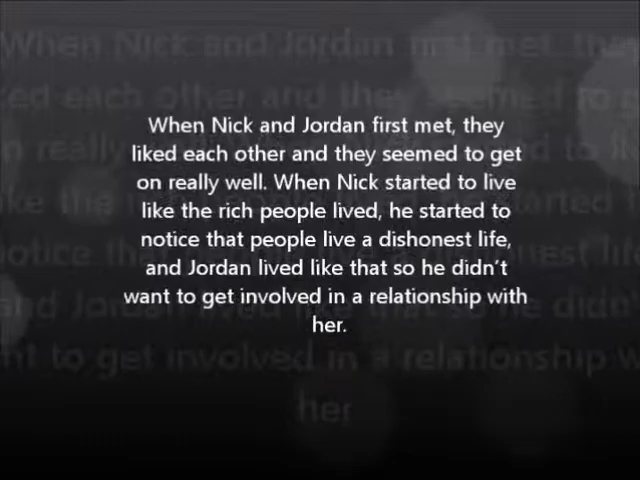 When Nick and Jordan first met, they
liked each other and they seemed to get
on really well. When Nick started to live
like the rich people lived, he started to
notice that people live a dishonest life,
and Jordan lived like that so he didn't
want to get involved in a relationship with
her.